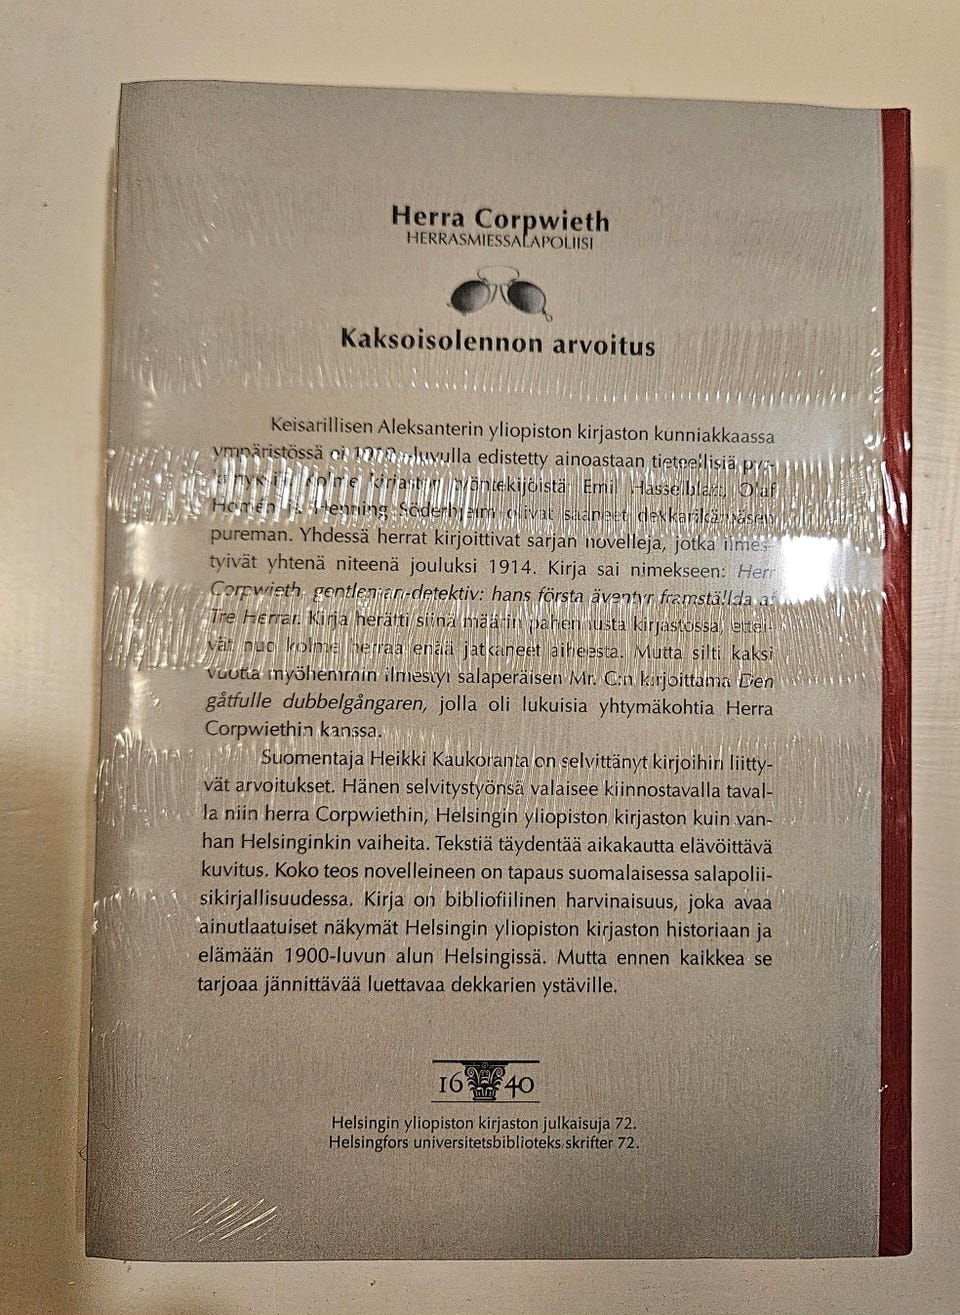 Herra Corpwieth
HERRASMIESSALAPOLIISI
Kaksoisolennon arvoitus
Keisarillisen Aleksanterin yliopiston kirjaston kunniakkaassa
ympäristössä ei 1910-luvulla edistetty ainoastaan tieteellisiä pyr-
kimyksiä. Kolme kirjaston työntekijöistä Emil Hasselblatt, Olaf
Homén ja Henning Söderhjelm olivat saaneet dekkarikärpäsen
pureman. Yhdessä herrat kirjoittivat sarjan novelleja, jotka ilmes-
tyivät yhtenä niteenä jouluksi 1914. Kirja sai nimekseen: Herr
Corpwieth, gentleman-detektiv: hans första äventyr framställda af
Tre Herrar. Kirja herätti siinä määrin pahennusta kirjastossa, ettei-
vät nuo kolme herraa enää jatkaneet aiheesta. Mutta silti kaksi
vuotta myöhemmin ilmestyi salaperäisen Mr. C:n kirjoittama Den
gåtfulle dubbelgångaren, jolla oli lukuisia yhtymäkohtia Herra
Corpwiethin kanssa.
Suomentaja Heikki Kaukoranta on selvittänyt kirjoihin liitty-
vät arvoitukset. Hänen selvitystyönsä valaisee kiinnostavalla taval-
la niin herra Corpwiethin, Helsingin yliopiston kirjaston kuin van-
han Helsinginkin vaiheita. Tekstiä täydentää aikakautta elävöittävä
kuvitus. Koko teos novelleineen on tapaus suomalaisessa salapolii-
sikirjallisuudessa. Kirja on bibliofiilinen harvinaisuus, joka avaa
ainutlaatuiset näkymät Helsingin yliopiston kirjaston historiaan ja
elämään 1900-luvun alun Helsingissä. Mutta ennen kaikkea se
tarjoaa jännittävää luettavaa dekkarien ystäville.
16 40
Helsingin yliopiston kirjaston julkaisuja 72.
Helsingfors universitetsbiblioteks skrifter 72.